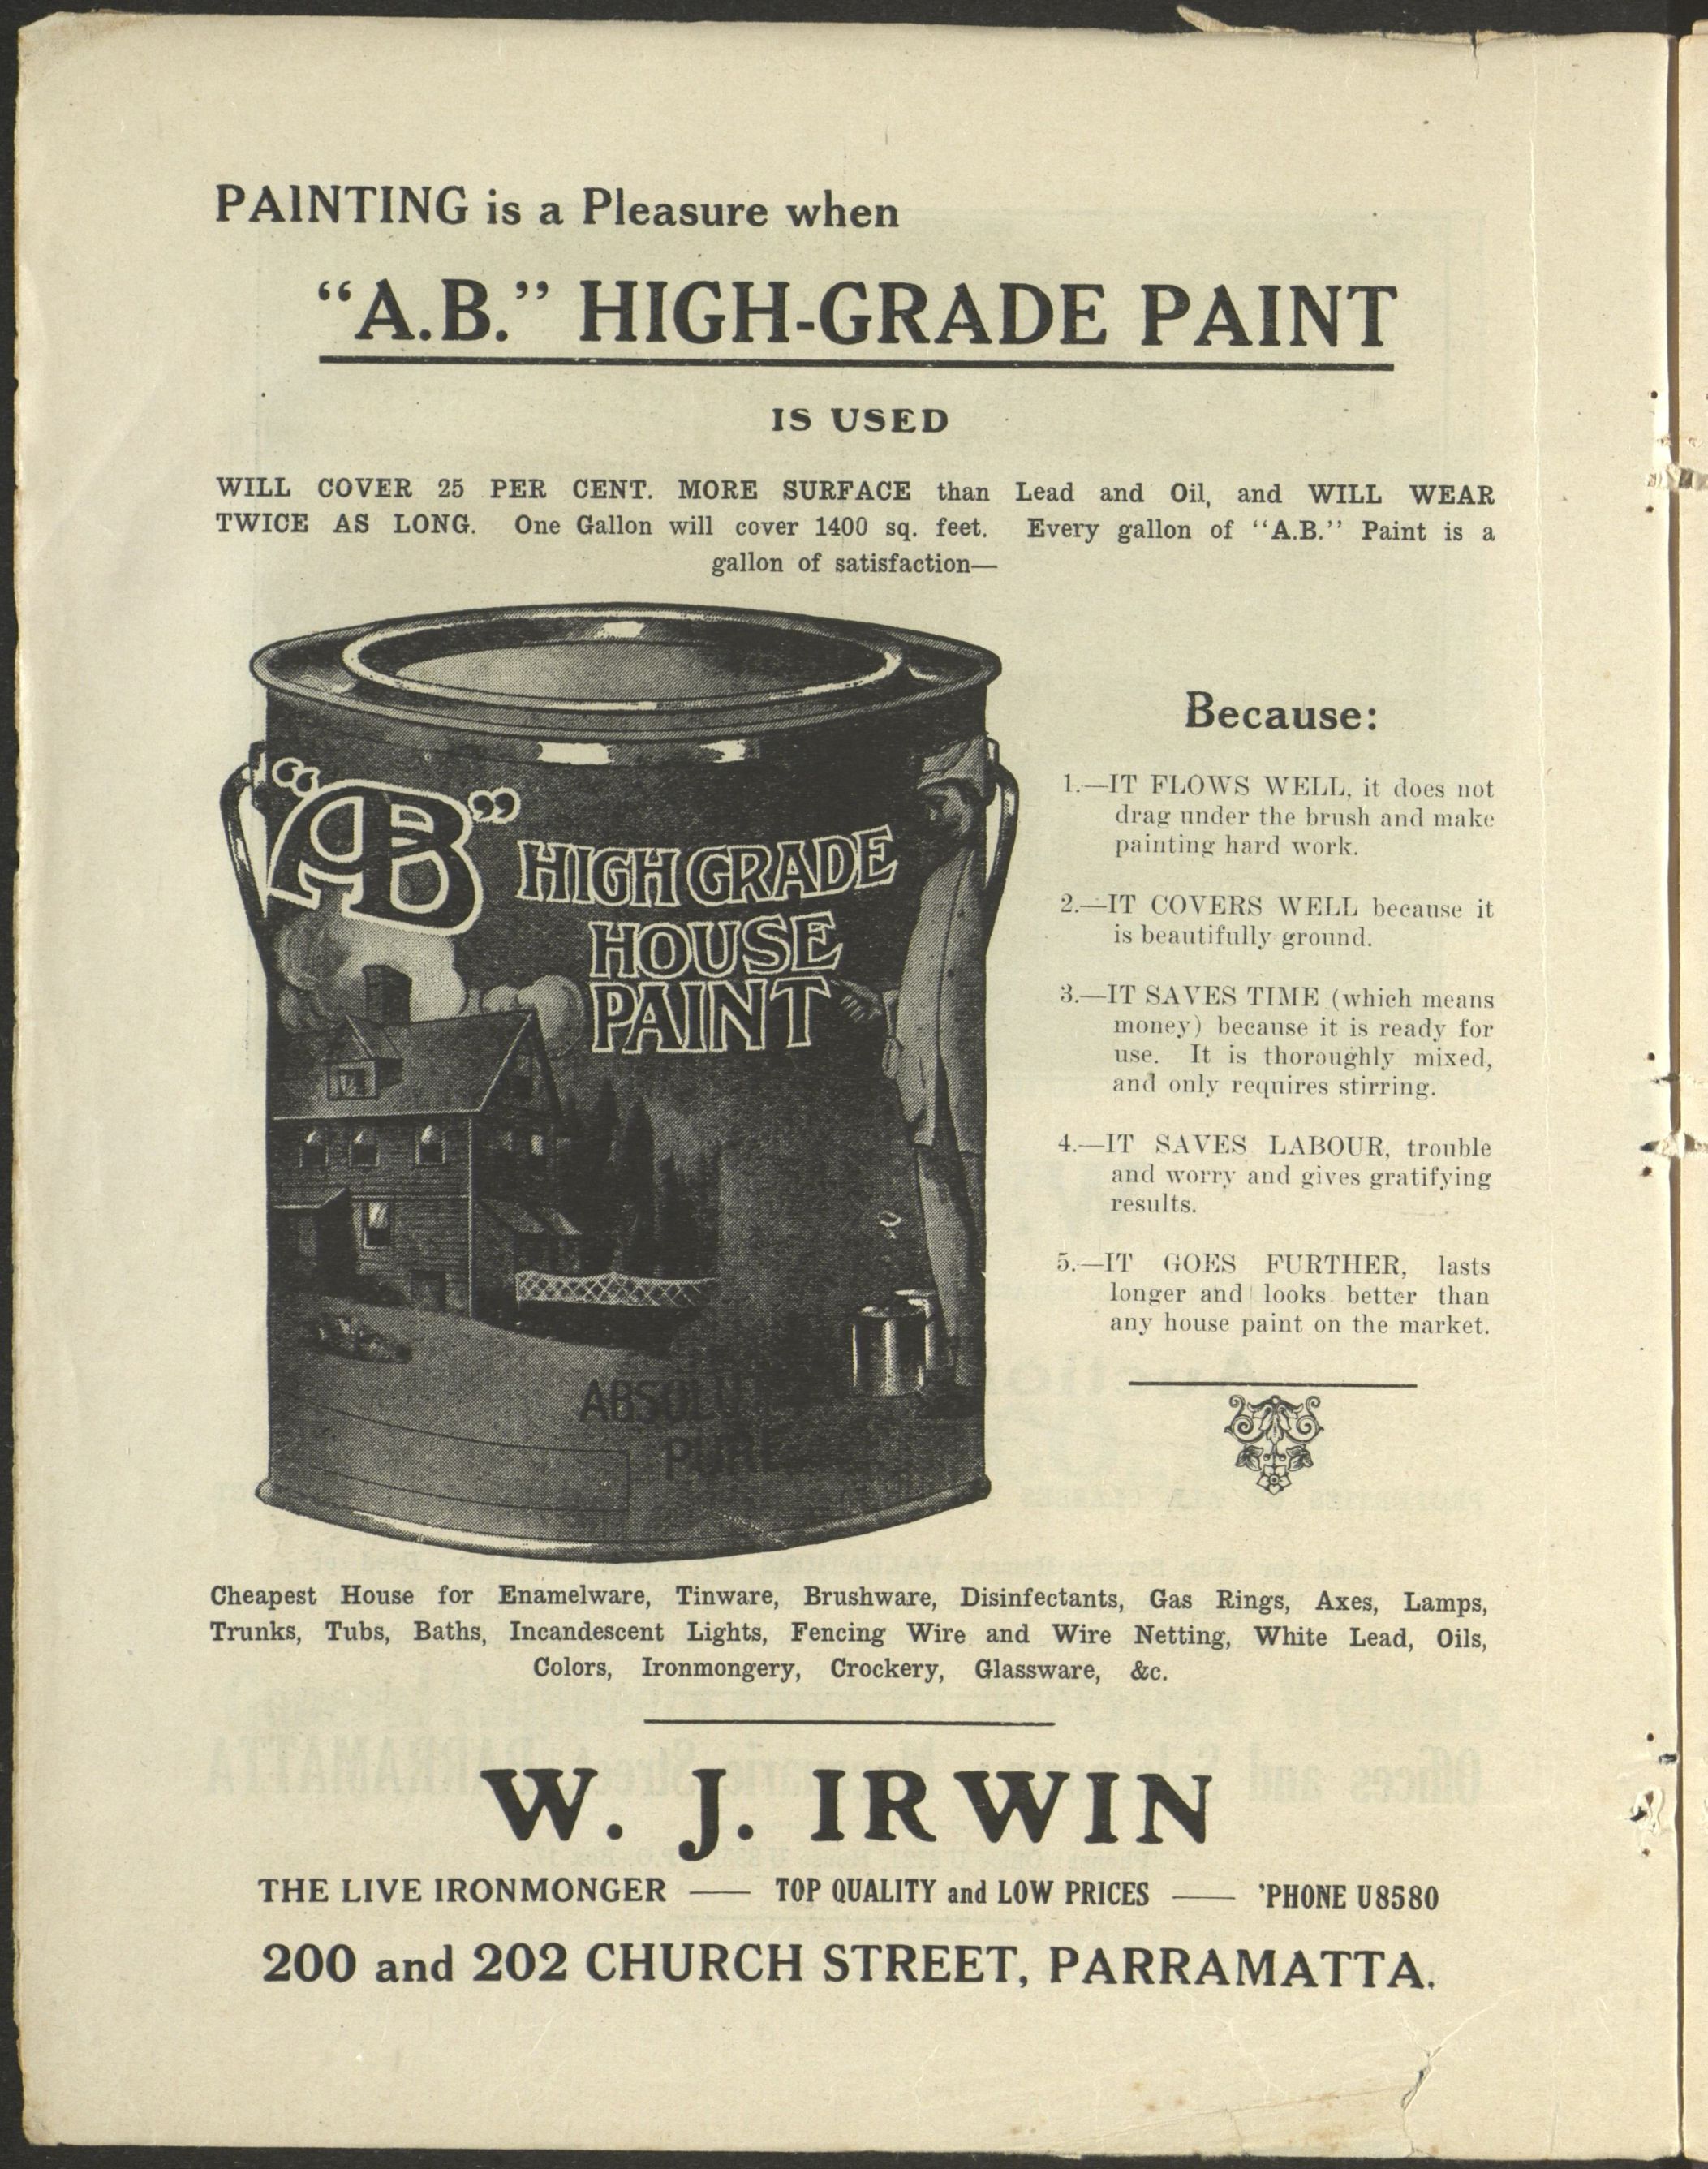 PAINTING is a Pleasure when
“A.B.” HIGH-GRADE PAINT
IS USED
WILL COVER 25 PER CENT. MORE SURFACE than Lead and Oil, and WILL WEAR
TWICE AS LONG. One Gallon will cover 1400 sq. feet. Every gallon of “A.B.” Paint is a
gallon of satisfaction—
“AB”
HIGH GRADE
HOUSE
PAINT
PURE
Because:
1.—IT FLOWS WELL, it does not
drag under the brush and make
painting hard work.
2.—IT COVERS WELL because it
is beautifully ground.
3.—IT SAVES TIME (which means
money) because it is ready for
use. It is thoroughly mixed,
and only requires stirring.
4.—IT SAVES LABOUR, trouble
and worry and gives gratifying
results.
5.—IT GOES FURTHER, lasts
longer and looks better than
any house paint on the market.
Cheapest House for Enamelware, Tinware, Brushware, Disinfectants, Gas Rings, Axes, Lamps,
Trunks, Tubs, Baths, Incandescent Lights, Fencing Wire and Wire Netting, White Lead, Oils,
Colors, Ironmongery, Crockery, Glassware, &c.
W. J. IRWIN
THE LIVE IRONMONGER —— TOP QUALITY and LOW PRICES —— ’PHONE U8580
200 and 202 CHURCH STREET, PARRAMATTA.